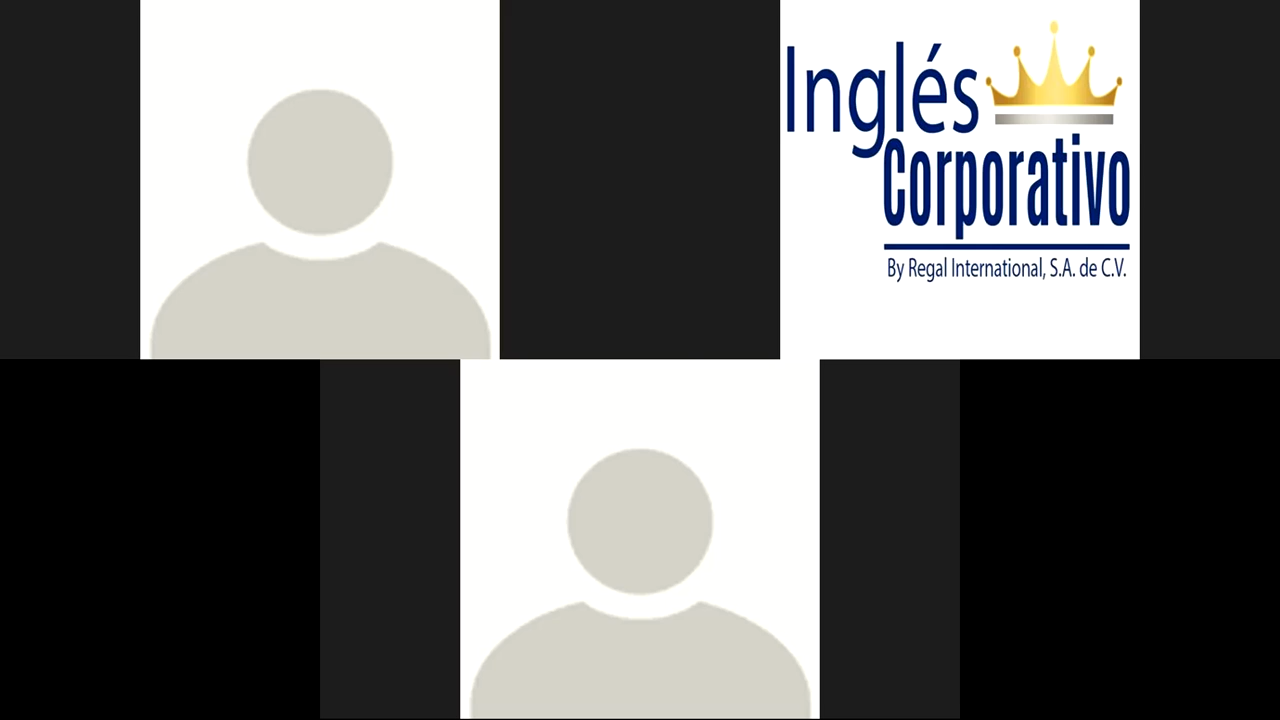 Inglés
Corporativo
By Regal International, S.A. de C.V.